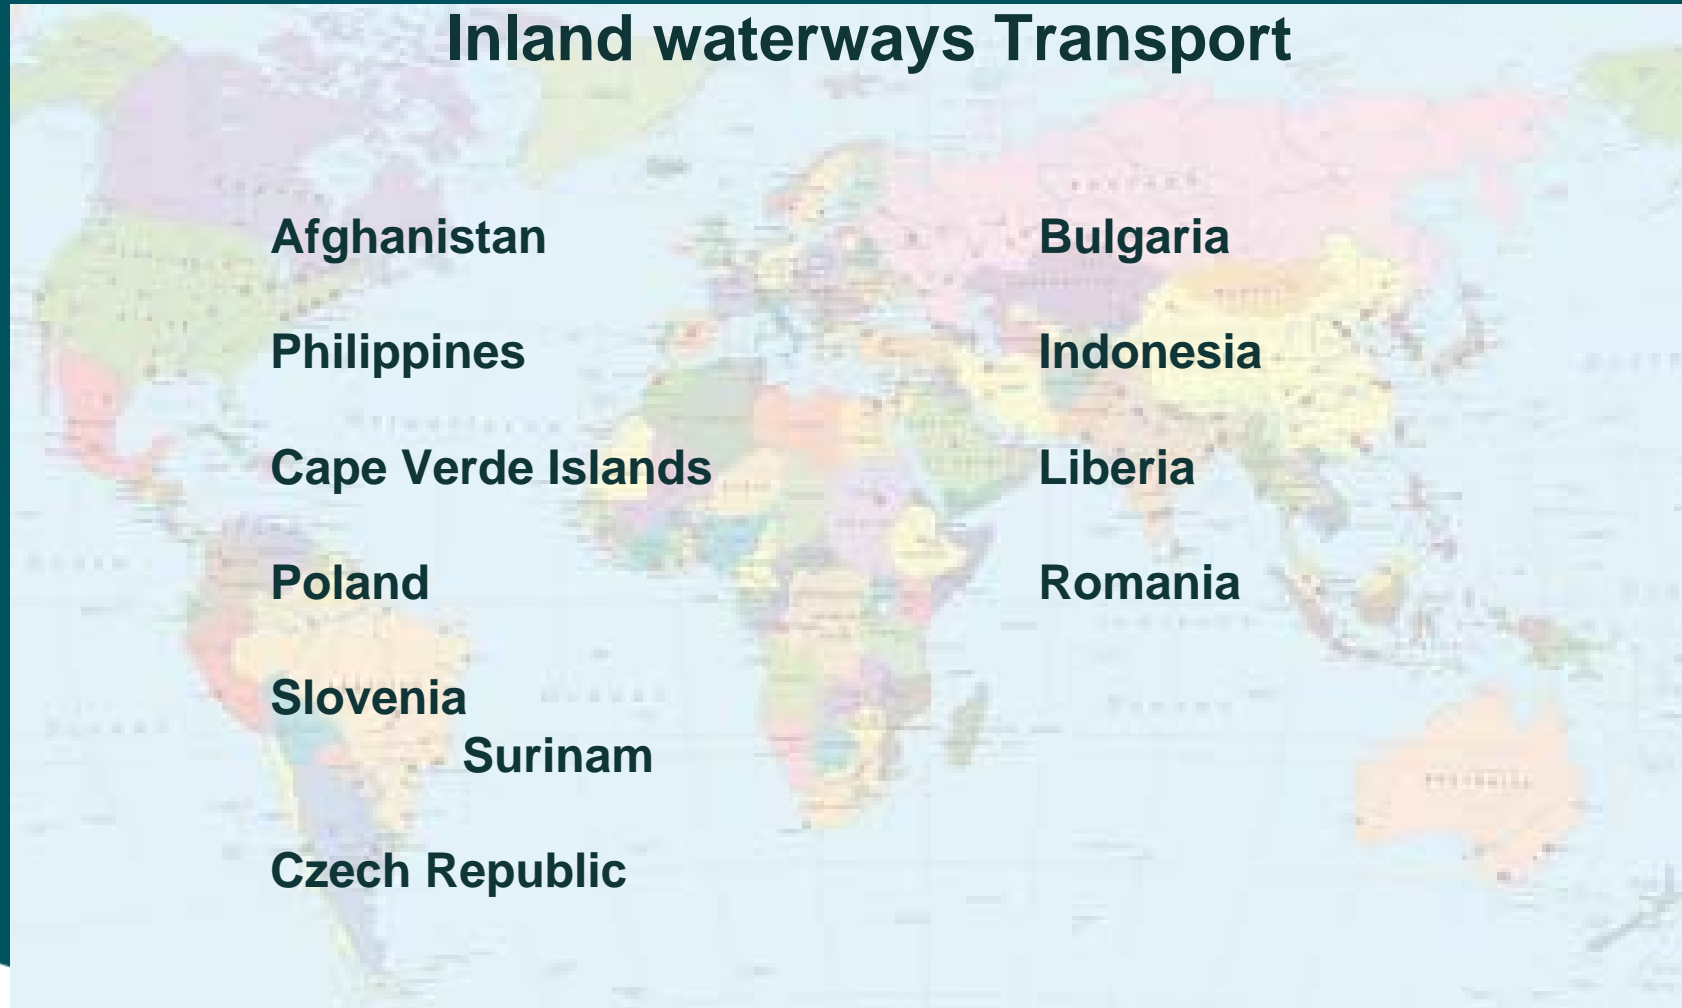 Inland waterways Transport
Afghanistan Bulgaria
Philippines Indonesia
Cape Verde Islands Liberia
Poland Romania
Slovenia
Surinam
Czech Republic